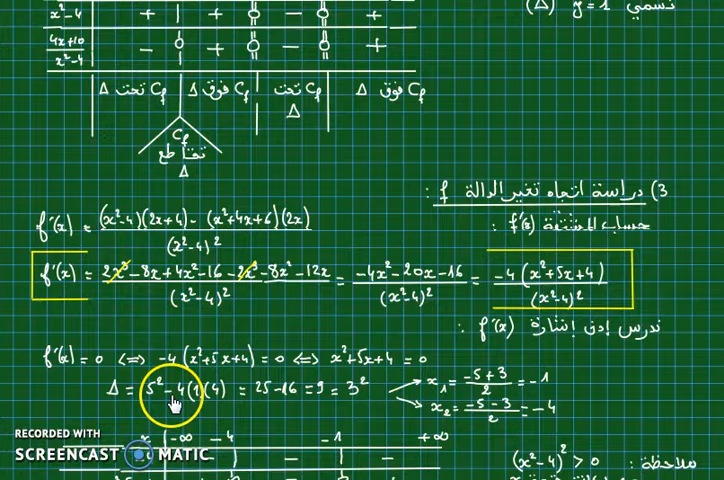 نسمي (Δ) y = 1
x²-4 + | + 0 - 0 +
4x+10 / x²-4 - 0 + 0 - 0 +
Cf تحت Δ | Cf فوق Δ | Cf تحت Δ | Cf فوق Δ
Cf تقاطع Δ
3) دراسة اتجاه تغير الدالة f :
حساب المشتقة f'(x) :
f'(x) = (x²-4)(2x+4) - (x²+4x+6)(2x) / (x²-4)²
f'(x) = 2x³-8x+4x²-16-2x³-8x²-12x / (x²-4)² = -4x²-20x-16 / (x²-4)² = -4(x²+5x+4) / (x²-4)²
ندرس إذن إشارة f'(x) :
f'(x)=0 <=> -4(x²+5x+4)=0 <=> x²+5x+4=0
Δ = 5²-4(1)(4) = 25-16 = 9 = 3²
x₁ = -5+3 / 2 = -1
x₂ = -5-3 / 2 = -4
RECORDED WITH
SCREENCAST MATIC
x | -∞ -4 -1 +∞
ملاحظة : (x²-4)² > 0